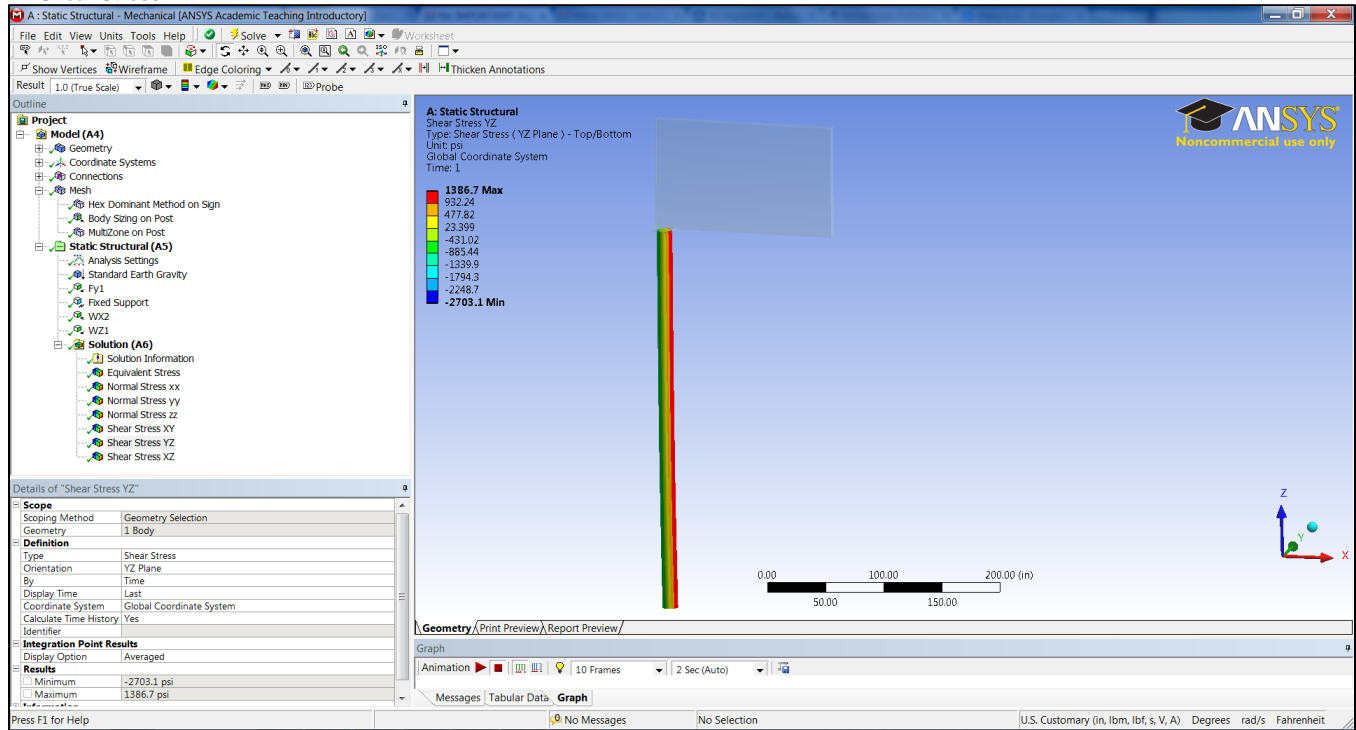 A : Static Structural - Mechanical [ANSYS Academic Teaching Introductory]
File Edit View Units Tools Help Solve Worksheet
Show Vertices Wireframe Edge Coloring Thicken Annotations
Result 1.0 (True Scale) Probe
Outline
Project
Model (A4)
Geometry
Coordinate Systems
Connections
Mesh
Hex Dominant Method on Sign
Body Sizing on Post
MultiZone on Post
Static Structural (A5)
Analysis Settings
Standard Earth Gravity
Fy1
Fixed Support
WX2
WZ1
Solution (A6)
Solution Information
Equivalent Stress
Normal Stress xx
Normal Stress yy
Normal Stress zz
Shear Stress XY
Shear Stress YZ
Shear Stress XZ
Details of "Shear Stress YZ"
Scope
Scoping Method Geometry Selection
Geometry 1 Body
Definition
Type Shear Stress
Orientation YZ Plane
By Time
Display Time Last
Coordinate System Global Coordinate System
Calculate Time History Yes
Identifier
Integration Point Results
Display Option Averaged
Results
Minimum -2703.1 psi
Maximum 1386.7 psi
A: Static Structural
Shear Stress YZ
Type: Shear Stress ( YZ Plane ) - Top/Bottom
Unit: psi
Global Coordinate System
Time: 1
1386.7 Max
932.24
477.82
23.399
-431.02
-885.44
-1339.9
-1794.3
-2248.7
-2703.1 Min
ANSYS
Noncommercial use only
Z
Y
X
0.00 100.00 200.00 (in)
50.00 150.00
Geometry Print Preview Report Preview
Graph
Animation 10 Frames 2 Sec (Auto)
Messages Tabular Data Graph
Press F1 for Help 0 No Messages No Selection U.S. Customary (in, lbm, lbf, s, V, A) Degrees rad/s Fahrenheit